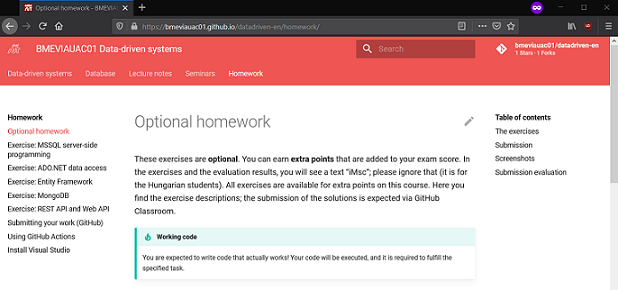 Optional homework - BMEVIAU
https://bmeviauac01.github.io/datadriven-en/homework/
BMEVIAUAC01 Data-driven systems
Search
bmeviauac01/datadriven-en
1 Stars · 1 Forks
Data-driven systems Database Lecture notes Seminars Homework
Homework
Optional homework
Exercise: MSSQL server-side
programming
Exercise: ADO.NET data access
Exercise: Entity Framework
Exercise: MongoDB
Exercise: REST API and Web API
Submitting your work (GitHub)
Using GitHub Actions
Install Visual Studio
Optional homework
These exercises are optional. You can earn extra points that are added to your exam score. In
the exercises and the evaluation results, you will see a text "iMsc"; please ignore that (it is for
the Hungarian students). All exercises are available for extra points on this course. Here you
find the exercise descriptions; the submission of the solutions is expected via GitHub
Classroom.
Working code
You are expected to write code that actually works! Your code will be executed, and it is required to fulfill the
specified task.
Table of contents
The exercises
Submission
Screenshots
Submission evaluation